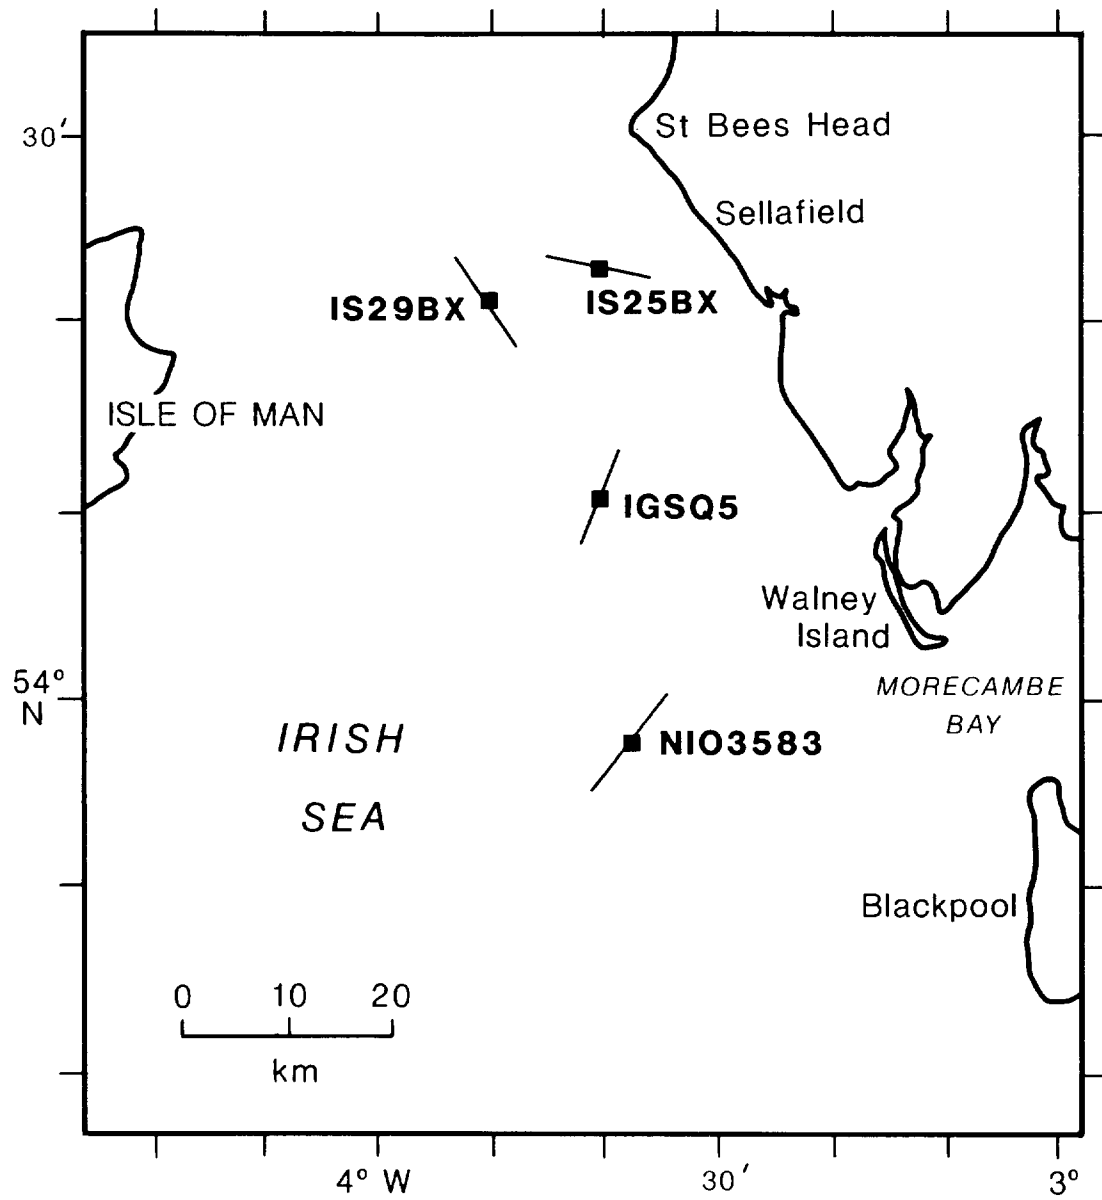 St Bees Head
30′
Sellafield
IS29BX
IS25BX
ISLE OF MAN
IGSQ5
Walney
Island
54°
N
MORECAMBE
BAY
IRISH
SEA
NIO3583
Blackpool
0 10 20
km
4° W
30′
3°